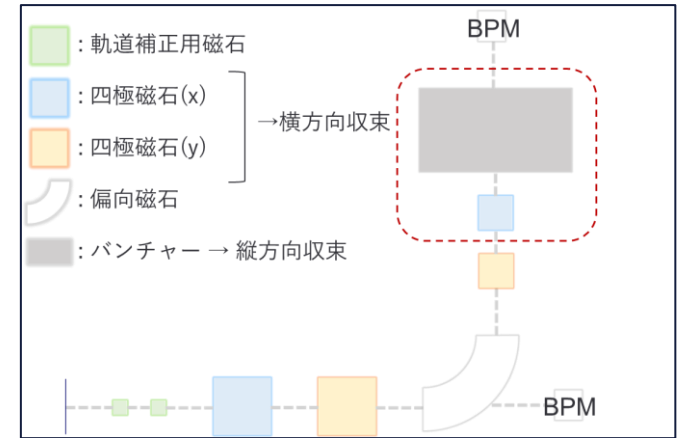 BPM
: 軌道補正用磁石
: 四極磁石(x)
→横方向収束
: 四極磁石(y)
: 偏向磁石
: バンチャー → 縦方向収束
BPM